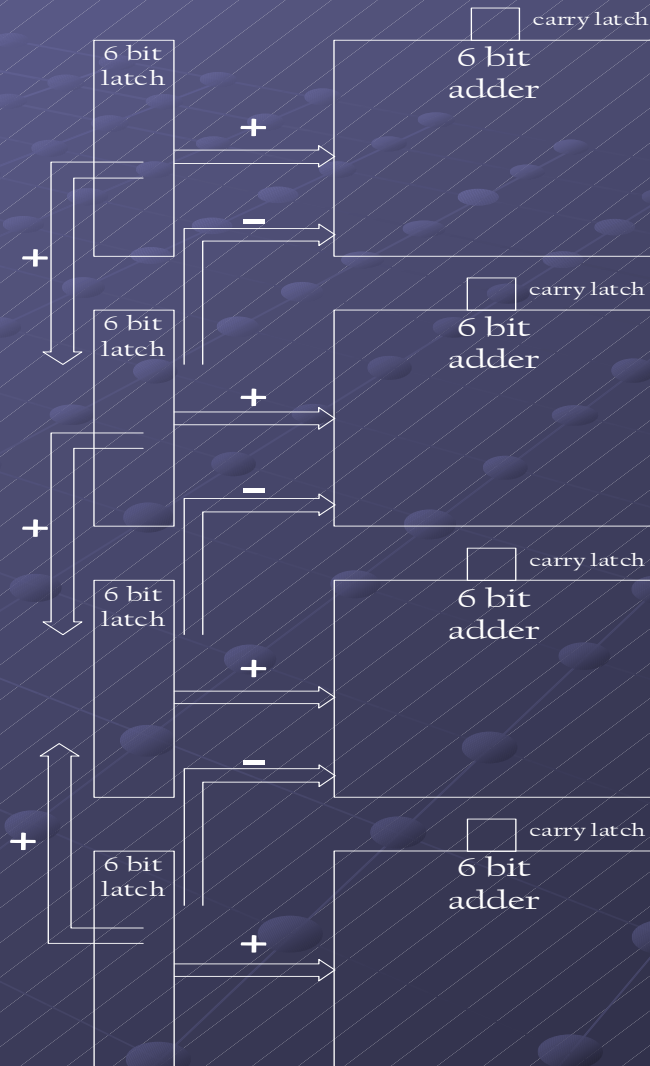 carry latch
6 bit
latch
6 bit
adder
+
−
+
carry latch
6 bit
latch
6 bit
adder
+
−
+
carry latch
6 bit
latch
6 bit
adder
+
−
+
carry latch
6 bit
latch
6 bit
adder
+